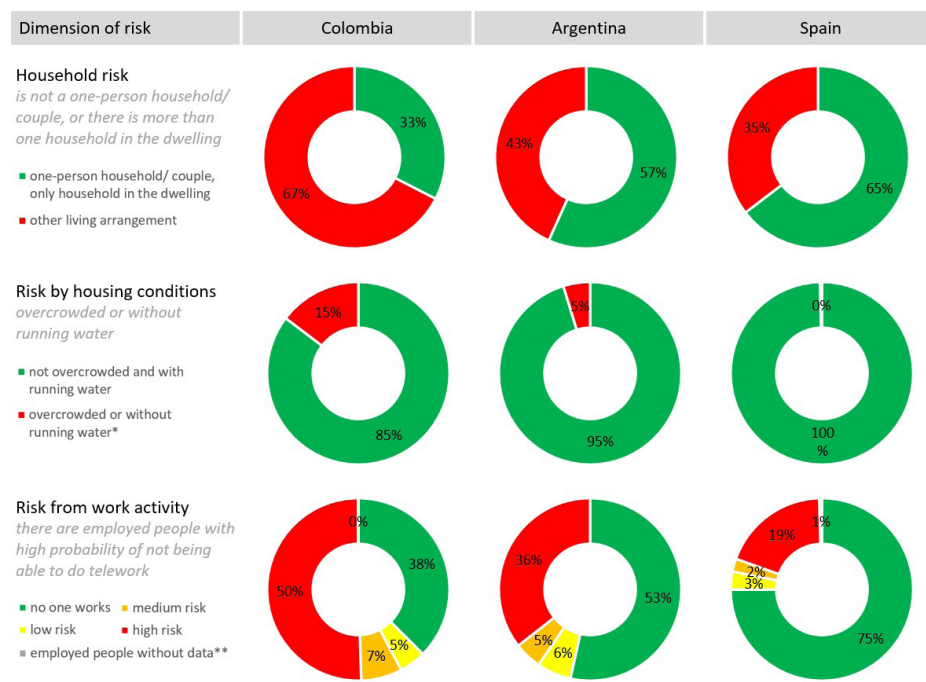 Dimension of risk
Colombia
Argentina
Spain
Household risk
is not a one-person household/
couple, or there is more than
one household in the dwelling
one-person household/ couple,
only household in the dwelling
other living arrangement
33%
67%
43%
57%
35%
65%
Risk by housing conditions
overcrowded or without
running water
not overcrowded and with
running water
overcrowded or without
running water*
15%
85%
5%
95%
0%
100
%
Risk from work activity
there are employed people with
high probability of not being
able to do telework
no one works
medium risk
low risk
high risk
employed people without data**
0%
38%
50%
5%
7%
36%
53%
5%
6%
1%
19%
2%
3%
75%